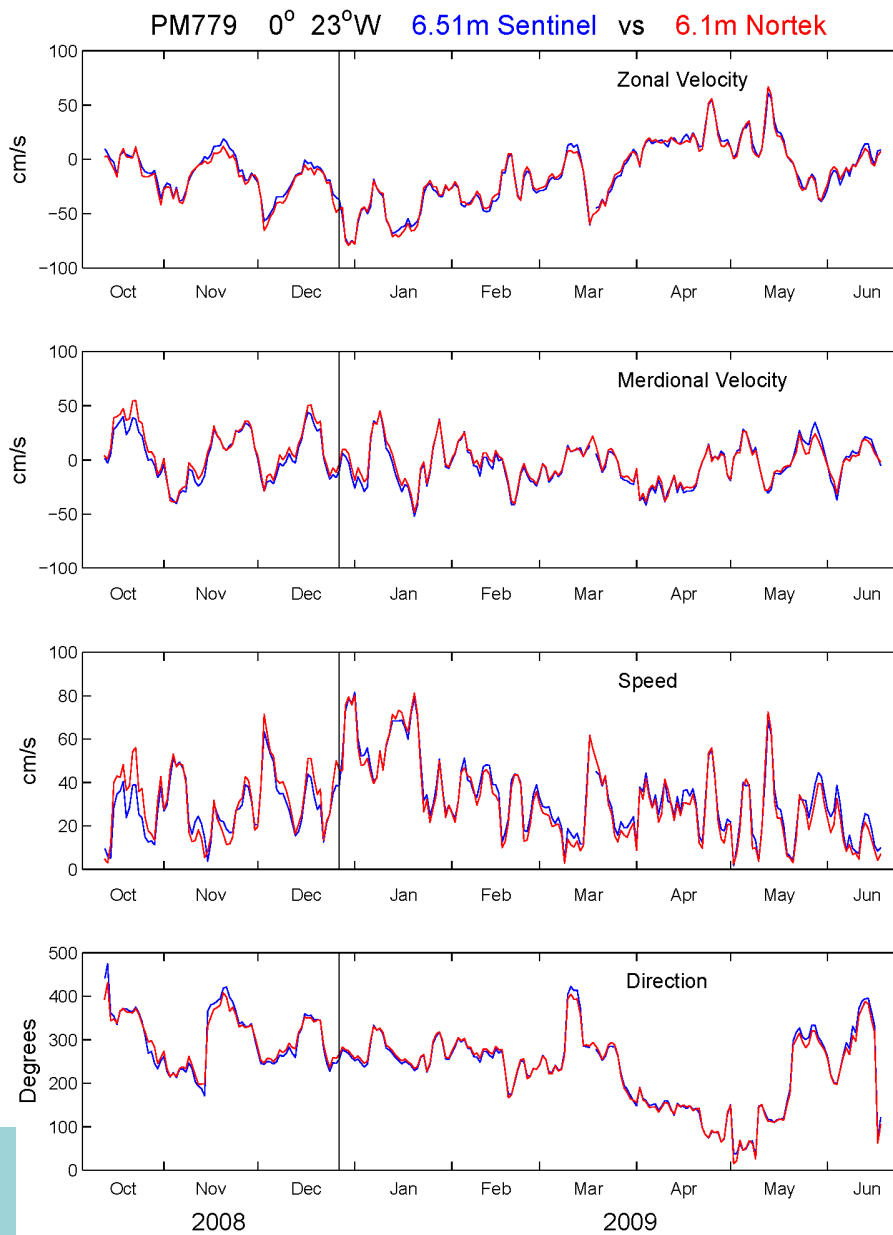 PM779 0° 23°W 6.51m Sentinel vs 6.1m Nortek
Zonal Velocity
cm/s
100
50
0
−50
−100
Oct Nov Dec Jan Feb Mar Apr May Jun
Merdional Velocity
cm/s
100
50
0
−50
−100
Oct Nov Dec Jan Feb Mar Apr May Jun
Speed
cm/s
100
80
60
40
20
0
Oct Nov Dec Jan Feb Mar Apr May Jun
Direction
Degrees
500
400
300
200
100
0
Oct Nov Dec Jan Feb Mar Apr May Jun
2008 2009